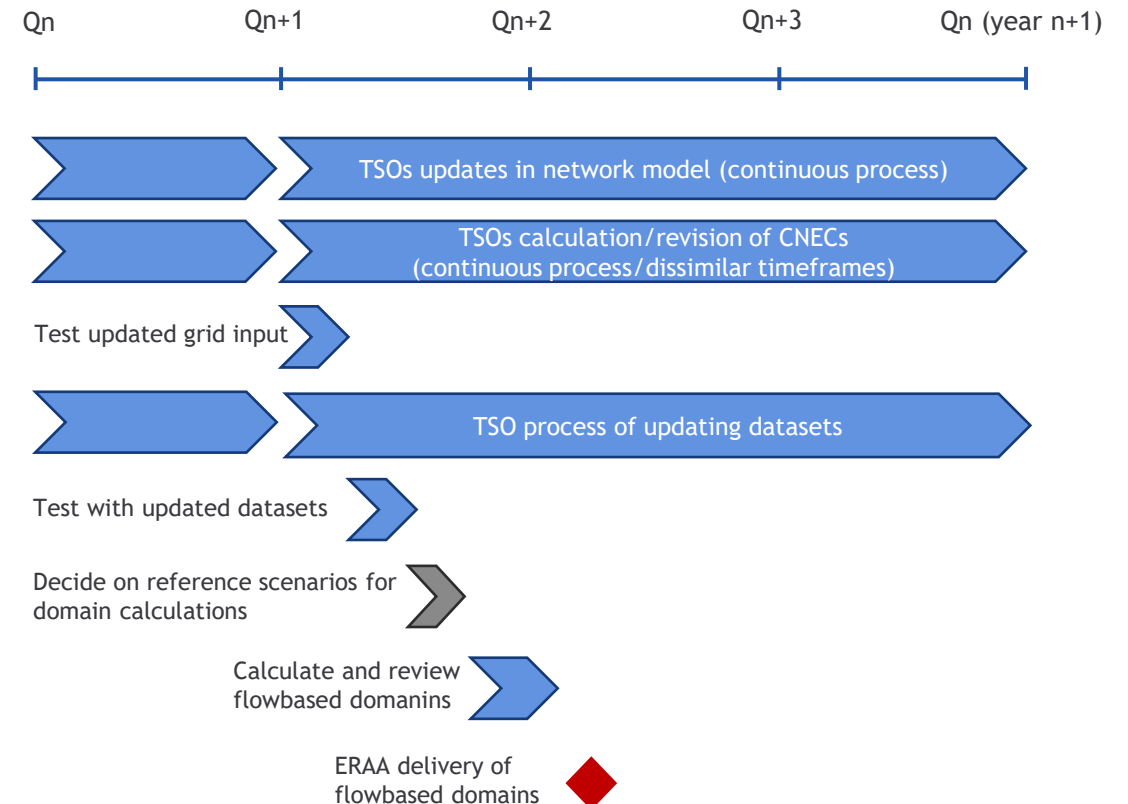 Qn
Qn+1
Qn+2
Qn+3
Qn (year n+1)
TSOs updates in network model (continuous process)
TSOs calculation/revision of CNECs
(continuous process/dissimilar timeframes)
Test updated grid input
TSO process of updating datasets
Test with updated datasets
Decide on reference scenarios for
domain calculations
Calculate and review
flowbased domanins
ERAA delivery of
flowbased domains